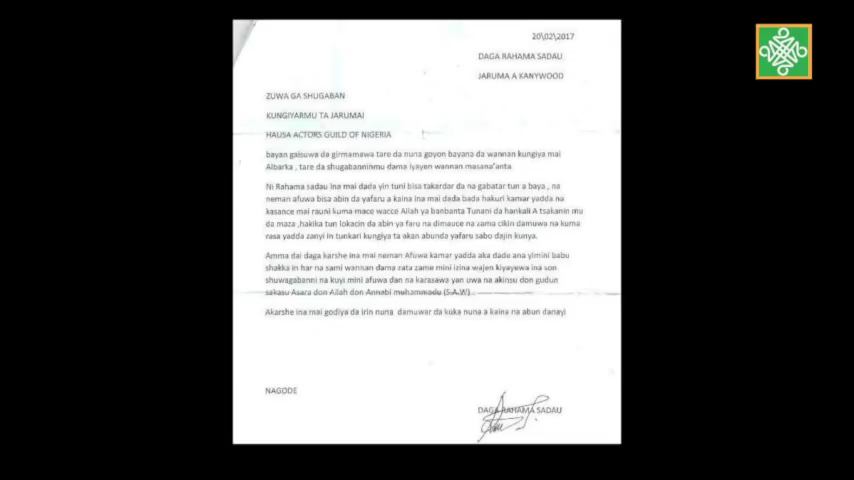 20\02\2017
DAGA RAHAMA SADAU
JARUMA A KANYWOOD
ZUWA GA SHUGABAN
KUNGIYARMU TA JARUMAI
HAUSA ACTORS GUILD OF NIGERIA
bayan gaisuwa da girmamawa tare da nuna goyon bayana da wannan kungiya mai
Albarka , tare da shugabanninmu dama iyayen wannan masana'anta
Ni Rahama sadau ina mai dada yin tuni bisa takardar da na gabatar tun a baya , na
neman afuwa bisa abin da yafaru a kaina ina mai dada bada hakuri kamar yadda na
kasance mai rauni kuma mace wacce Allah ya banbanta Tunani da hankali A tsakanin mu
da maza ,hakika tun lokacin da abin ya faru na dimauce na zama cikin damuwa na kuma
rasa yadda zanyi in tunkari kungiya ta akan abunda yafaru sabo dajin kunya.
Amma dai daga karshe ina mai neman Afuwa kamar yadda aka dade ana yimini babu
shakka in har na sami wannan dama zata zame mini izina wajen kiyayewa ina son
shuwagabanni na kuyi mini afuwa dan na karasawa yan uwa na akinsu don gudun
sakasu Asara don Allah don Annabi muhammadu (S.A.W)
Akarshe ina mai godiya da irin nuna damuwar da kuka nuna a kaina na abun danayi
NAGODE
DAGA RAHAMA SADAU